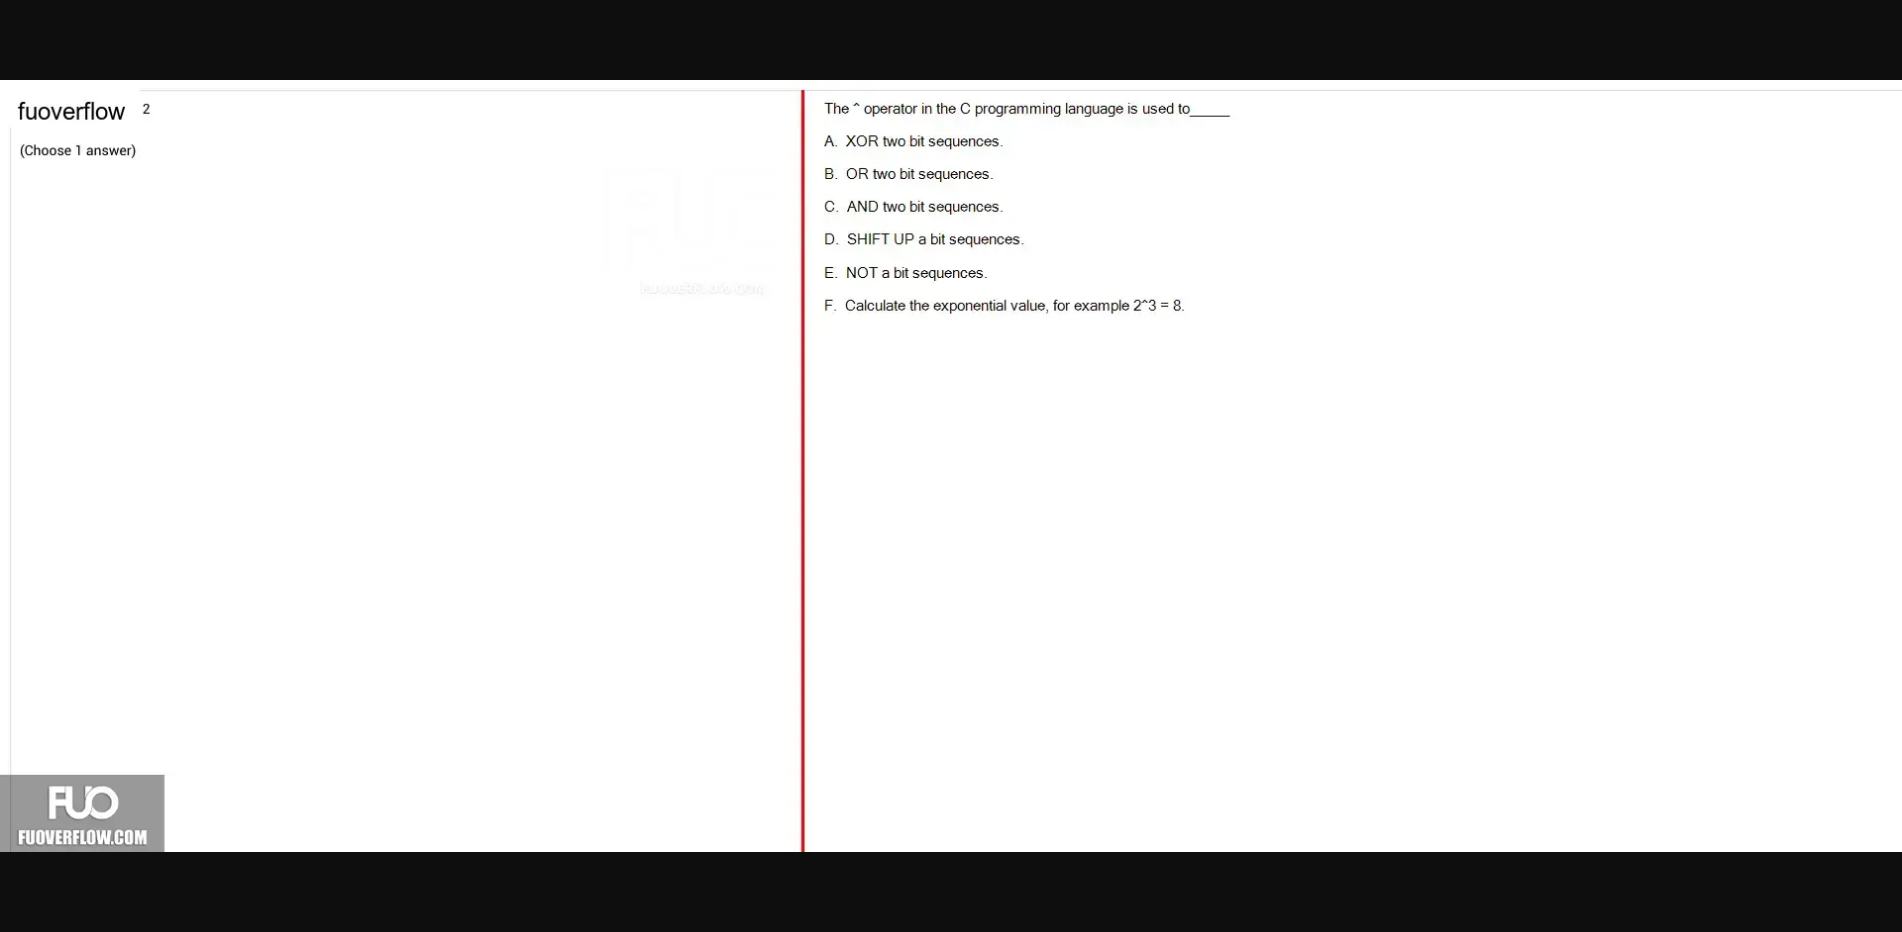 fuoverflow 2
(Choose 1 answer)
The ^ operator in the C programming language is used to_____
A. XOR two bit sequences.
B. OR two bit sequences.
C. AND two bit sequences.
D. SHIFT UP a bit sequences.
E. NOT a bit sequences.
F. Calculate the exponential value, for example 2^3 = 8.
FUOVERFLOW.COM
FUO
FUOVERFLOW.COM